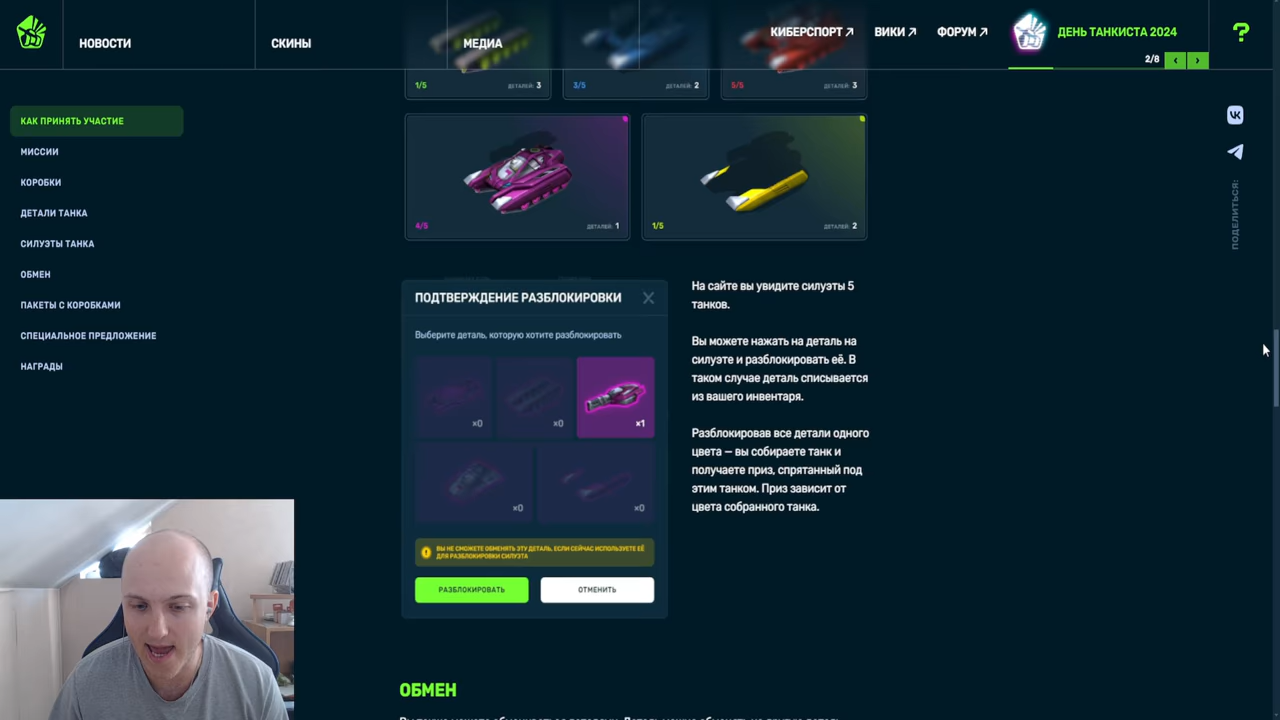 НОВОСТИ
СКИНЫ
МЕДИА
КИБЕРСПОРТ
ВИКИ
ФОРУМ
ДЕНЬ ТАНКИСТА 2024
?
2/8
‹ ›
КАК ПРИНЯТЬ УЧАСТИЕ
МИССИИ
КОРОБКИ
ДЕТАЛИ ТАНКА
СИЛУЭТЫ ТАНКА
ОБМЕН
ПАКЕТЫ С КОРОБКАМИ
СПЕЦИАЛЬНОЕ ПРЕДЛОЖЕНИЕ
НАГРАДЫ
ПОДЕЛИТЬСЯ:
1/5 ДЕТАЛЕЙ: 3
3/5 ДЕТАЛЕЙ: 2
5/5 ДЕТАЛЕЙ: 3
4/5 ДЕТАЛЕЙ: 1
1/5 ДЕТАЛЕЙ: 2
ПОДТВЕРЖДЕНИЕ РАЗБЛОКИРОВКИ
Выберите деталь, которую хотите разблокировать
×0
×0
×1
×0
×0
ВЫ НЕ СМОЖЕТЕ ОБМЕНЯТЬ ЭТУ ДЕТАЛЬ, ЕСЛИ СЕЙЧАС ИСПОЛЬЗУЕТЕ ЕЁ
ДЛЯ РАЗБЛОКИРОВКИ СИЛУЭТА
РАЗБЛОКИРОВАТЬ
ОТМЕНИТЬ
На сайте вы увидите силуэты 5
танков.
Вы можете нажать на деталь на
силуэте и разблокировать её. В
таком случае деталь списывается
из вашего инвентаря.
Разблокировав все детали одного
цвета — вы собираете танк и
получаете приз, спрятанный под
этим танком. Приз зависит от
цвета собранного танка.
ОБМЕН